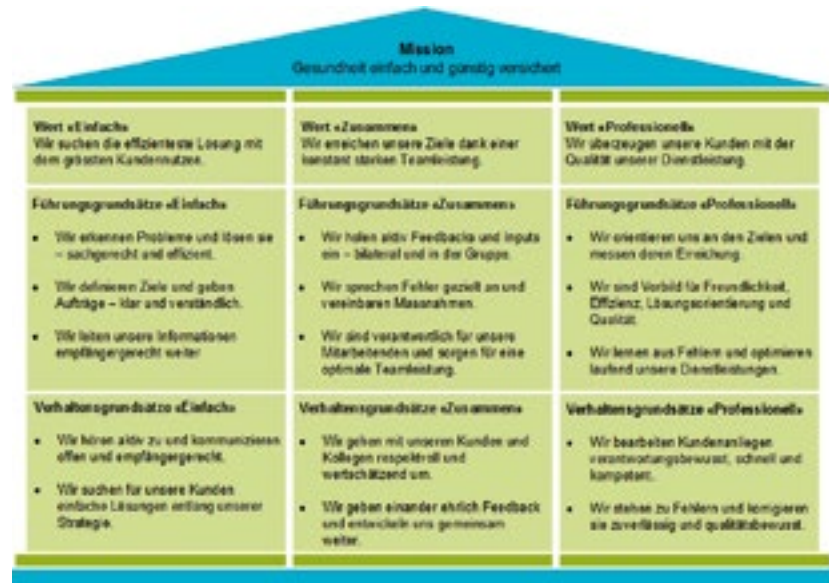 Mission
Gesundheit einfach und günstig versichert
Wert «Einfach»
Wir suchen die effizienteste Lösung mit
dem grössten Kundennutzen.
Führungsgrundsätze «Einfach»
• Wir erkennen Probleme und lösen sie
– sachgerecht und effizient.
• Wir definieren Ziele und geben
Aufträge – klar und verständlich.
• Wir leiten unsere Informationen
empfängergerecht weiter
Verhaltensgrundsätze «Einfach»
• Wir hören aktiv zu und kommunizieren
offen und empfängergerecht.
• Wir suchen für unsere Kunden
einfache Lösungen entlang unserer
Strategie.
Wert «Zusammen»
Wir erreichen unsere Ziele dank einer
konstant starken Teamleistung.
Führungsgrundsätze «Zusammen»
• Wir holen aktiv Feedbacks und Inputs
ein – bilateral und in der Gruppe.
• Wir sprechen Fehler gezielt an und
vereinbaren Massnahmen.
• Wir sind verantwortlich für unsere
Mitarbeitenden und sorgen für eine
optimale Teamleistung.
Verhaltensgrundsätze «Zusammen»
• Wir gehen mit unseren Kunden und
Kollegen respektvoll und
wertschätzend um.
• Wir geben einander ehrlich Feedback
und entwickeln uns gemeinsam
weiter.
Wert «Professionell»
Wir überzeugen unsere Kunden mit der
Qualität unserer Dienstleistung.
Führungsgrundsätze «Professionell»
• Wir orientieren uns an den Zielen und
messen deren Erreichung.
• Wir sind Vorbild für Freundlichkeit,
Effizienz, Lösungsorientierung und
Qualität.
• Wir lernen aus Fehlern und optimieren
laufend unsere Dienstleistungen.
Verhaltensgrundsätze «Professionell»
• Wir bearbeiten Kundenanliegen
verantwortungsbewusst, schnell und
kompetent.
• Wir stehen zu Fehlern und korrigieren
sie zuverlässig und qualitätsbewusst.